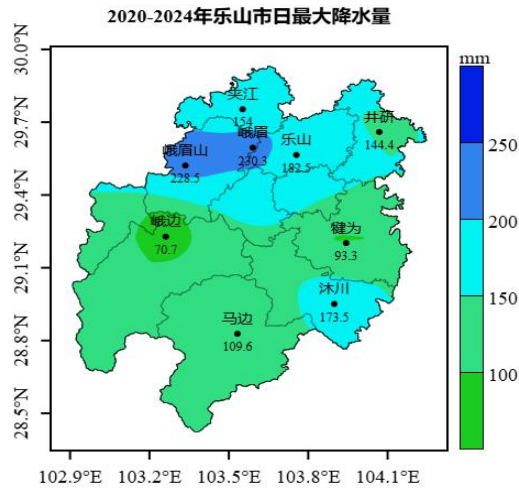 2020-2024年乐山市日最大降水量
mm
30.0°N
29.7°N
29.4°N
29.1°N
28.8°N
28.5°N
夹江
154
井研
144.4
峨眉
230.3
乐山
182.5
峨眉山
228.5
峨边
70.7
犍为
93.3
沐川
173.5
马边
109.6
250
200
150
100
102.9°E 103.2°E 103.5°E 103.8°E 104.1°E